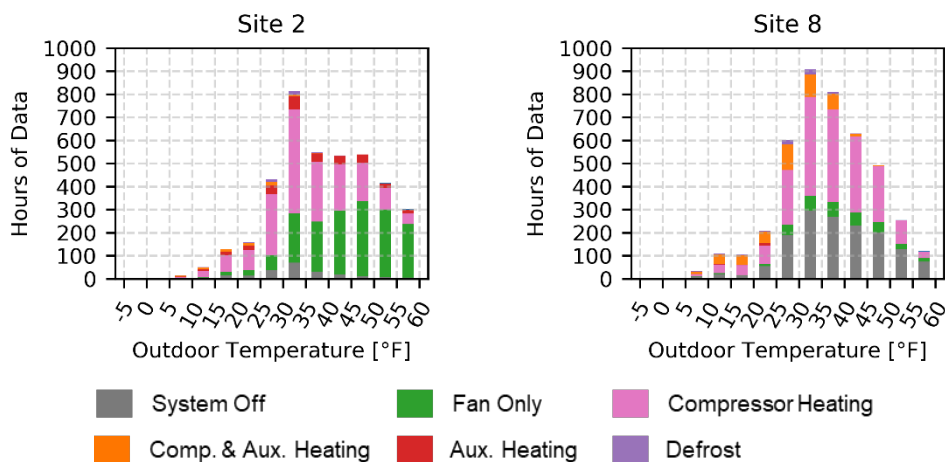 Site 2
Site 8
Hours of Data
1000
900
800
700
600
500
400
300
200
100
0
-5 0 5 10 15 20 25 30 35 40 45 50 55 60
Outdoor Temperature [°F]
Hours of Data
1000
900
800
700
600
500
400
300
200
100
0
-5 0 5 10 15 20 25 30 35 40 45 50 55 60
Outdoor Temperature [°F]
System Off
Fan Only
Compressor Heating
Comp. & Aux. Heating
Aux. Heating
Defrost